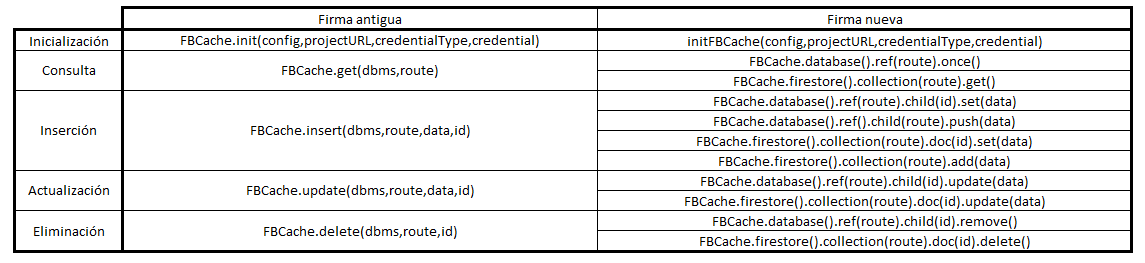 Firma antigua Firma nueva
Inicialización FBCache.init(config,projectURL,credentialType,credential) initFBCache(config,projectURL,credentialType,credential)
Consulta FBCache.get(dbms,route) FBCache.database().ref(route).once()
FBCache.firestore().collection(route).get()
Inserción FBCache.insert(dbms,route,data,id) FBCache.database().ref(route).child(id).set(data)
FBCache.database().ref().child(route).push(data)
FBCache.firestore().collection(route).doc(id).set(data)
FBCache.firestore().collection(route).add(data)
Actualización FBCache.update(dbms,route,data,id) FBCache.database().ref(route).child(id).update(data)
FBCache.firestore().collection(route).doc(id).update(data)
Eliminación FBCache.delete(dbms,route,id) FBCache.database().ref(route).child(id).remove()
FBCache.firestore().collection(route).doc(id).delete()